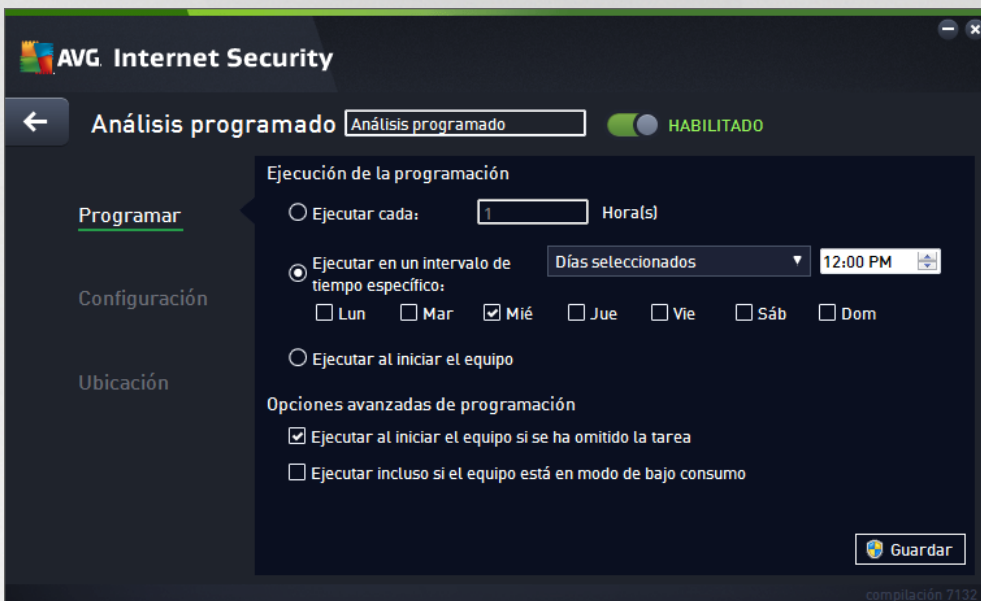 AVG. Internet Security
Análisis programado Análisis programado HABILITADO
Ejecución de la programación
Programar
Ejecutar cada: 1 Hora(s)
Ejecutar en un intervalo de tiempo específico:
Días seleccionados 12:00 PM
Lun Mar Mié Jue Vie Sáb Dom
Configuración
Ejecutar al iniciar el equipo
Ubicación
Opciones avanzadas de programación
Ejecutar al iniciar el equipo si se ha omitido la tarea
Ejecutar incluso si el equipo está en modo de bajo consumo
Guardar
compilación 7132